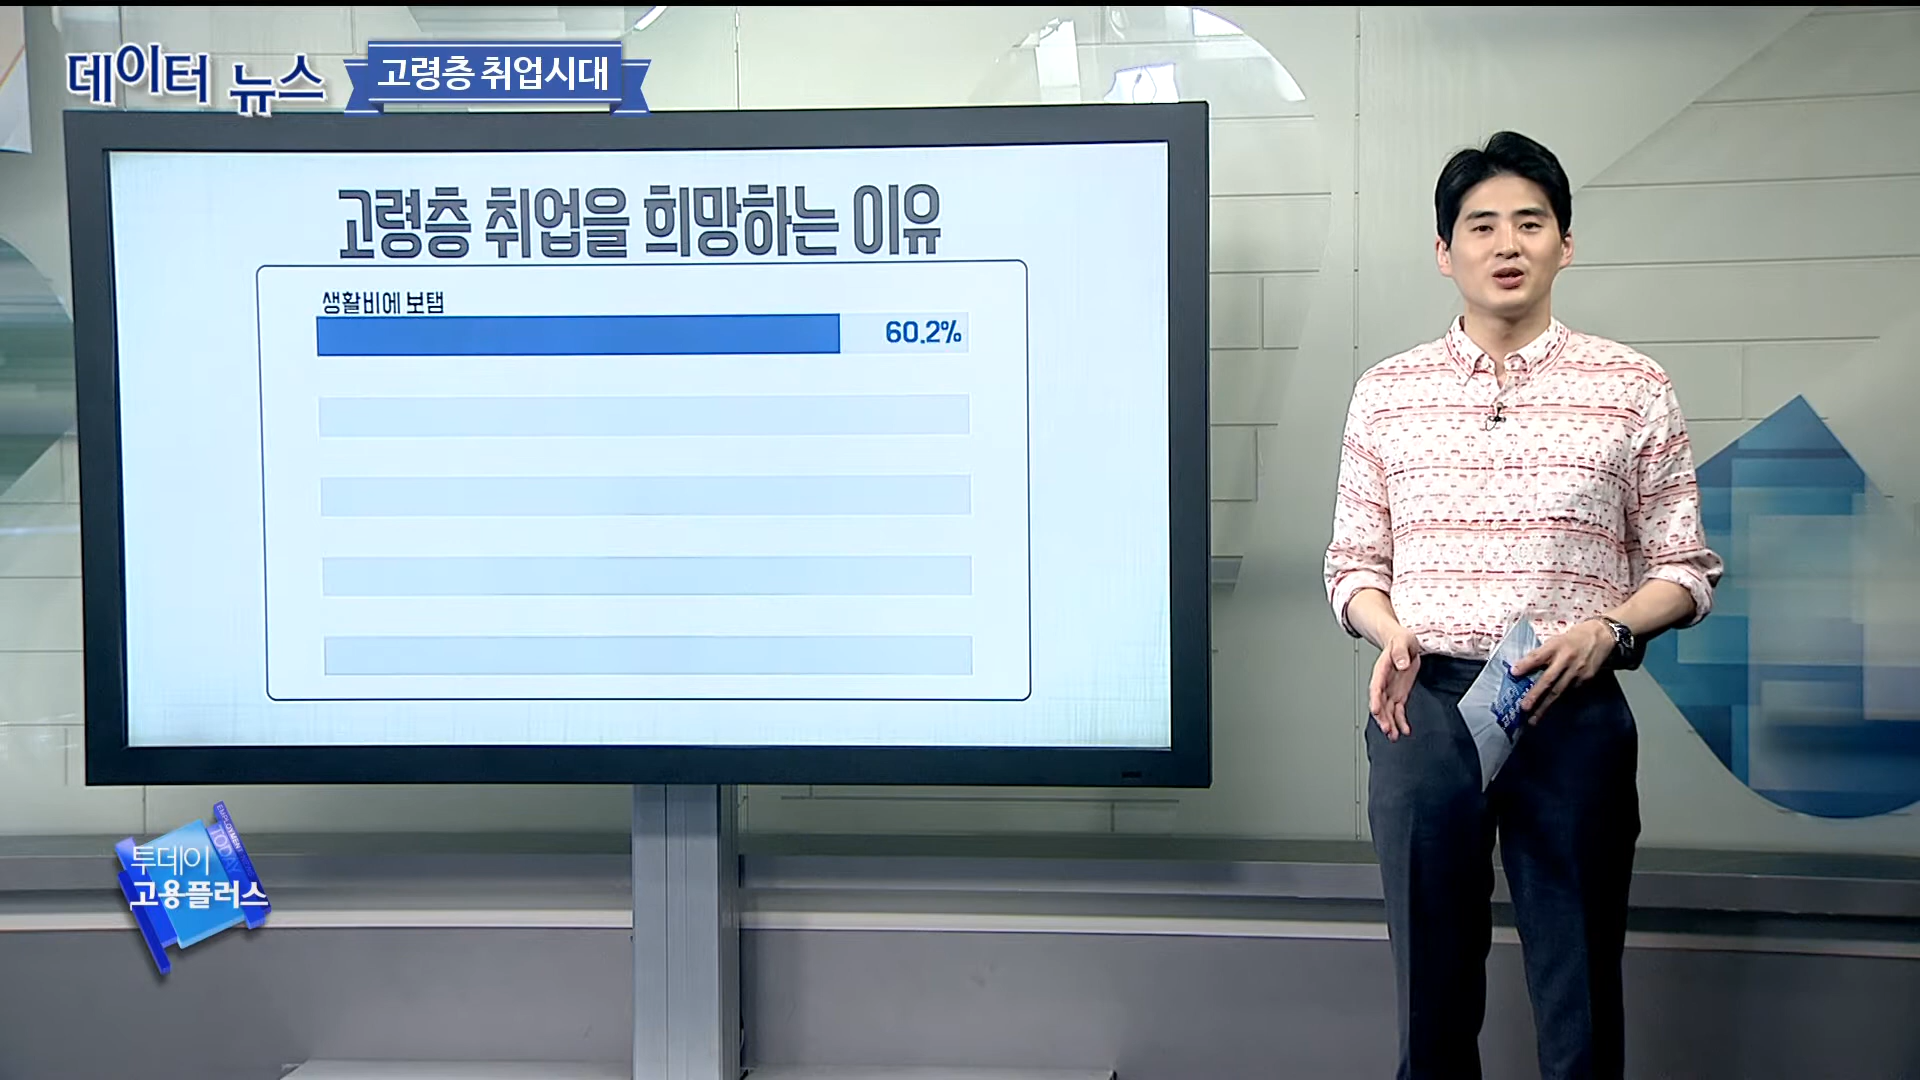 데이터 뉴스
고령층 취업시대
고령층 취업을 희망하는 이유
생활비에 보탬
60.2%
EMPLOYMENT
TODAY
투데이
고용플러스